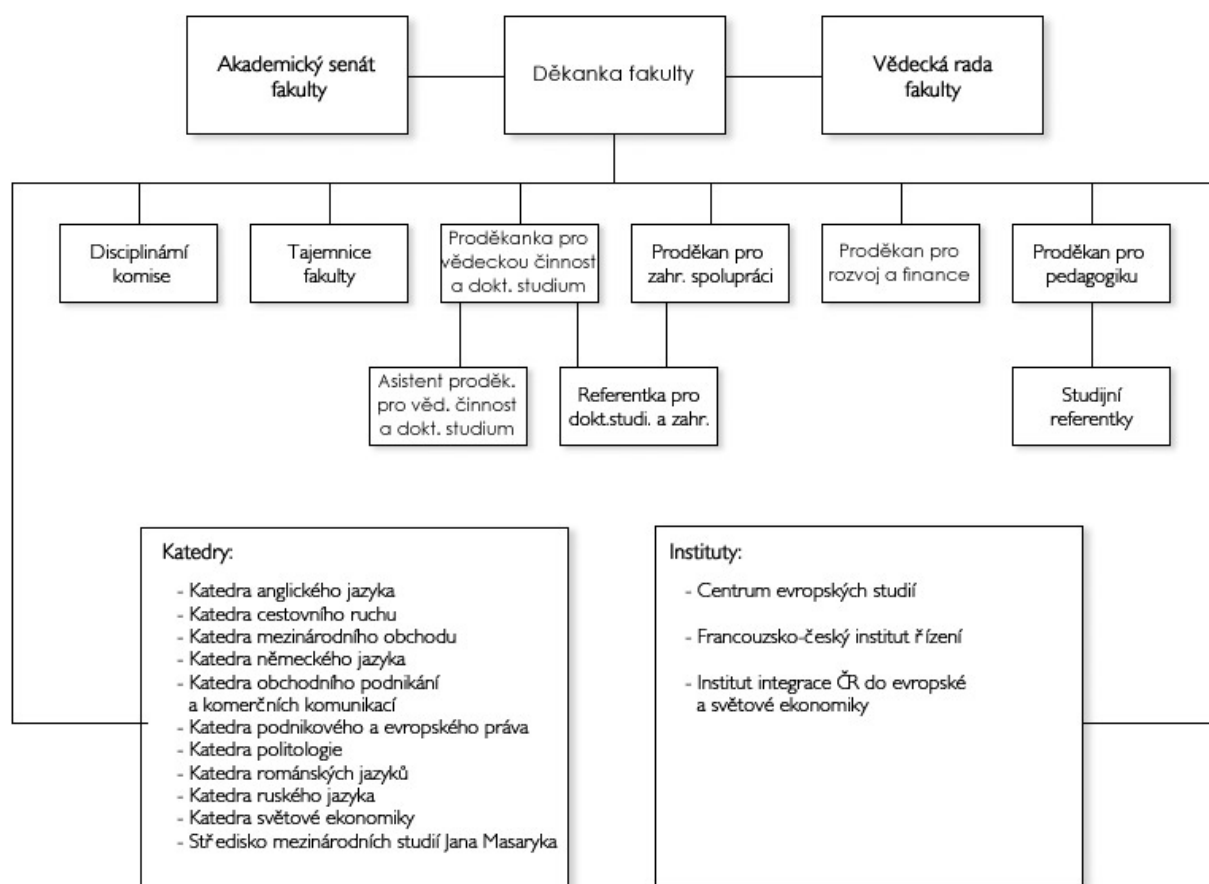 Akademický senát
fakulty
Děkanka fakulty
Vědecká rada
fakulty
Disciplinární
komise
Tajemnice
fakulty
Proděkanka pro
vědeckou činnost
a dokt. studium
Proděkan pro
zahr. spolupráci
Proděkan pro
rozvoj a finance
Proděkan pro
pedagogiku
Asistent proděk.
pro věd. činnost
a dokt. studium
Referentka pro
dokt.studi. a zahr.
Studijní
referentky
Katedry:
- Katedra anglického jazyka
- Katedra cestovního ruchu
- Katedra mezinárodního obchodu
- Katedra německého jazyka
- Katedra obchodního podnikání
a komerčních komunikací
- Katedra podnikového a evropského práva
- Katedra politologie
- Katedra románských jazyků
- Katedra ruského jazyka
- Katedra světové ekonomiky
- Středisko mezinárodních studií Jana Masaryka
Instituty:
- Centrum evropských studií
- Francouzsko-český institut řízení
- Institut integrace ČR do evropské
a světové ekonomiky